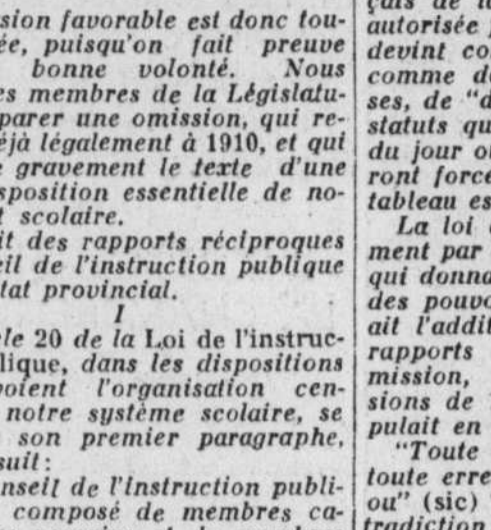 sion favorable est donc tou-
ée, puisqu'on fait preuve
bonne volonté. Nous
es membres de la Législatu-
parer une omission, qui re-
éjà légalement à 1910, et qui
e gravement le texte d'une
sposition essentielle de no-
t scolaire.
it des rapports réciproques
eil de l'instruction publique
tat provincial.
I
le 20 de la Loi de l'instruc-
lique, dans les dispositions
voient l'organisation cen-
notre système scolaire, se
son premier paragraphe,
suit:
nseil de l'Instruction publi-
composé de membres ca-
çais de
autorisée
devint co
comme de
ses, de "d
statuts qu
du jour o
ront force
tableau es
La loi
ment par
qui donna
des pouvo
ait l'addit
rapports
mission,
sions de
pulait en
"Toute
toute erre
ou" (sic)
tradiction